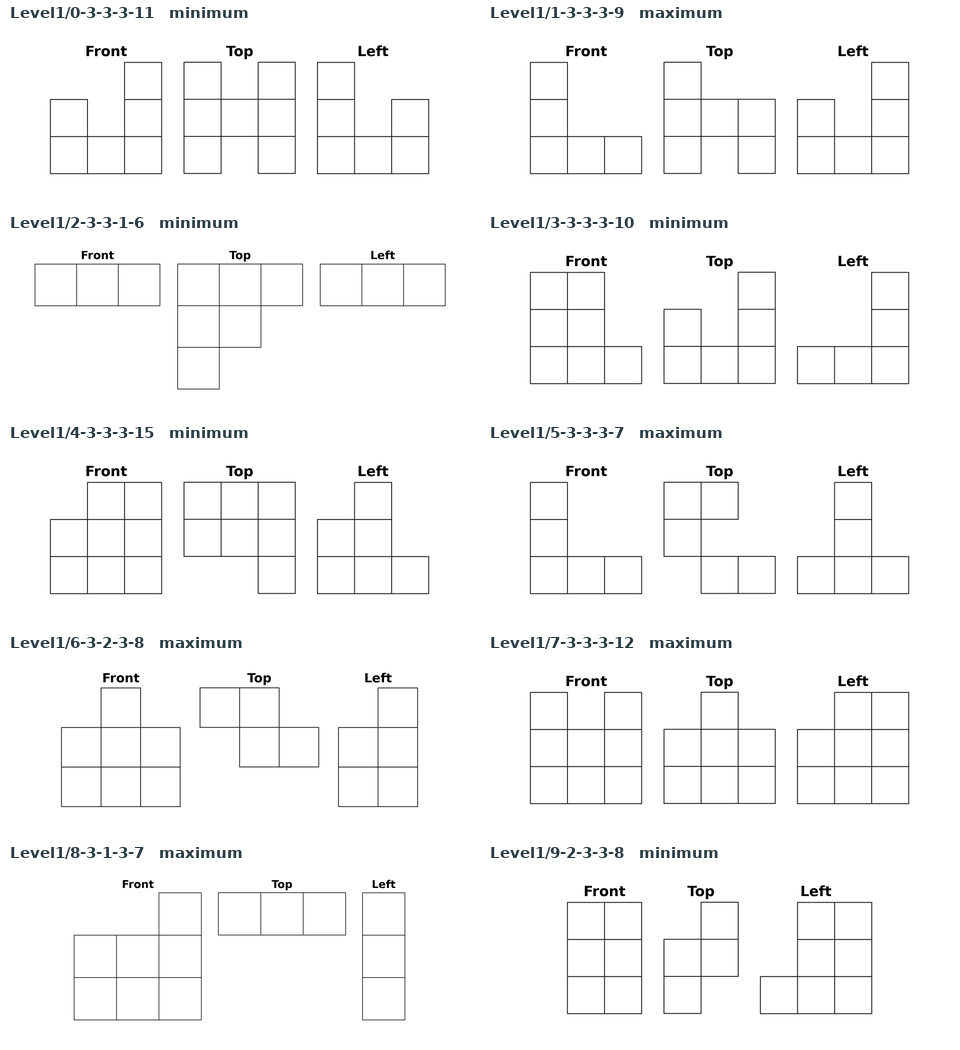 Level1/0-3-3-3-11 minimum
Front Top Left
Level1/1-3-3-3-9 maximum
Front Top Left
Level1/2-3-3-1-6 minimum
Front Top Left
Level1/3-3-3-3-10 minimum
Front Top Left
Level1/4-3-3-3-15 minimum
Front Top Left
Level1/5-3-3-3-7 maximum
Front Top Left
Level1/6-3-2-3-8 maximum
Front Top Left
Level1/7-3-3-3-12 maximum
Front Top Left
Level1/8-3-1-3-7 maximum
Front Top Left
Level1/9-2-3-3-8 minimum
Front Top Left